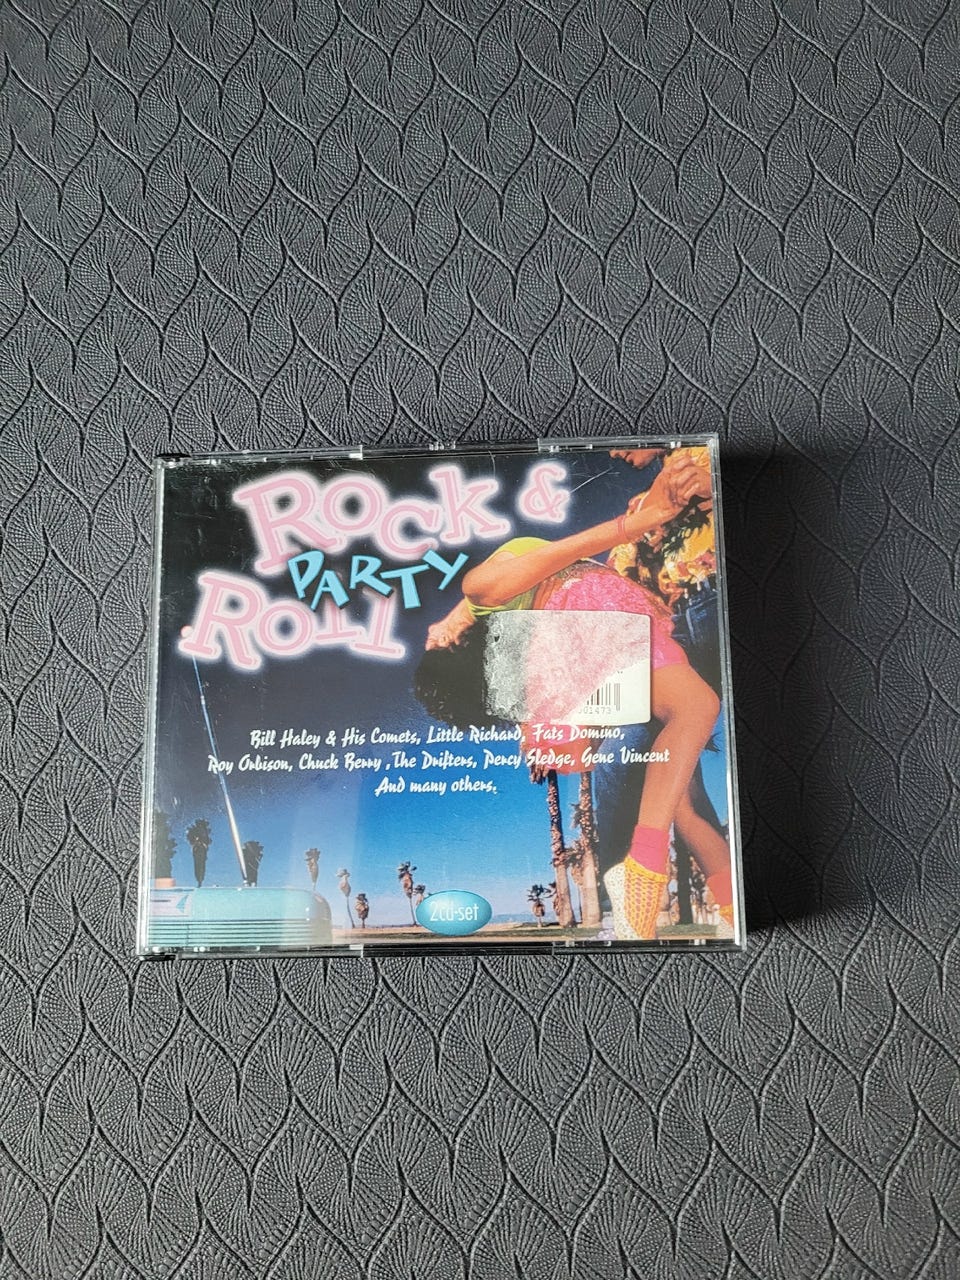 ROCK &
PARTY
ROLL
Bill Haley & His Comets, Little Richard, Fats Domino,
Roy Orbison, Chuck Berry ,The Drifters, Percy Sledge, Gene Vincent
And many others.
2cd-set